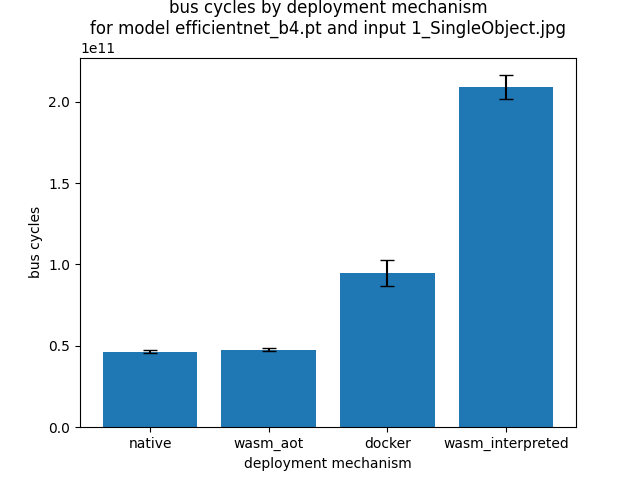 bus cycles by deployment mechanism
for model efficientnet_b4.pt and input 1_SingleObject.jpg
1e11
2.0
1.5
1.0
0.5
0.0
bus cycles
native wasm_aot docker wasm_interpreted
deployment mechanism